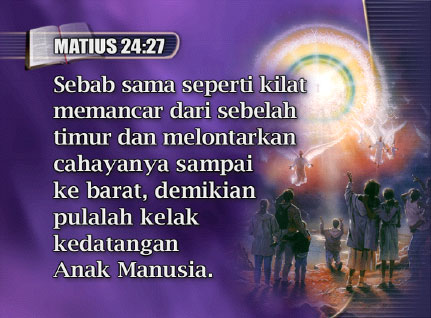 MATIUS 24:27
Sebab sama seperti kilat
memancar dari sebelah
timur dan melontarkan
cahayanya sampai
ke barat, demikian
pulalah kelak
kedatangan
Anak Manusia.